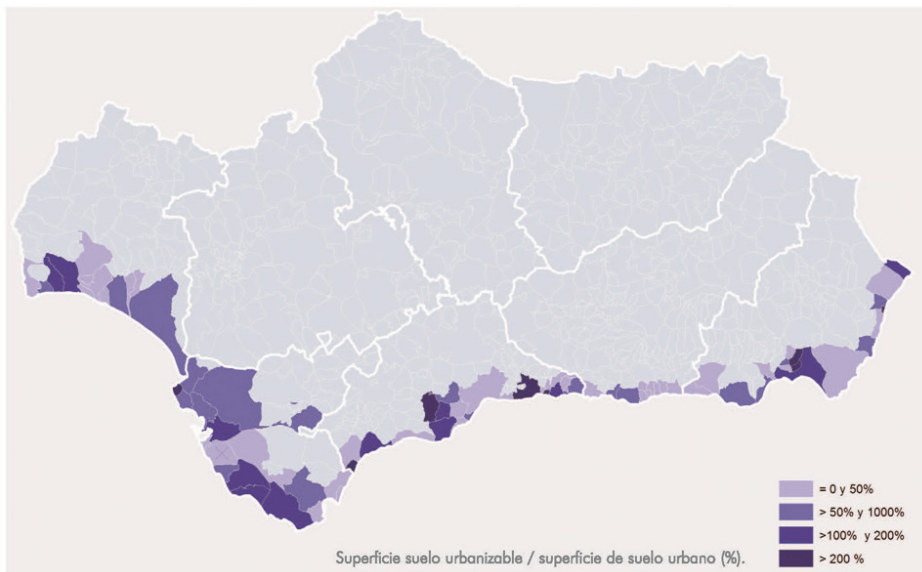 = 0 y 50%
> 50% y 1000%
>100% y 200%
> 200 %
Superficie suelo urbanizable / superficie de suelo urbano (%).